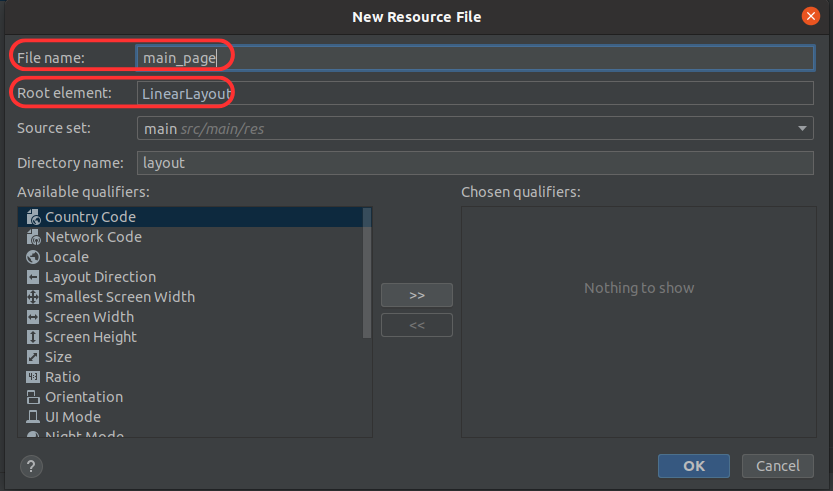 New Resource File
File name: main_page
Root element: LinearLayout
Source set: main src/main/res
Directory name: layout
Available qualifiers: Chosen qualifiers:
Country Code
Network Code
Locale
Layout Direction
Smallest Screen Width
Screen Width
Screen Height
Size
Ratio
Orientation
UI Mode
Night Mode
>>
<<
Nothing to show
? OK Cancel